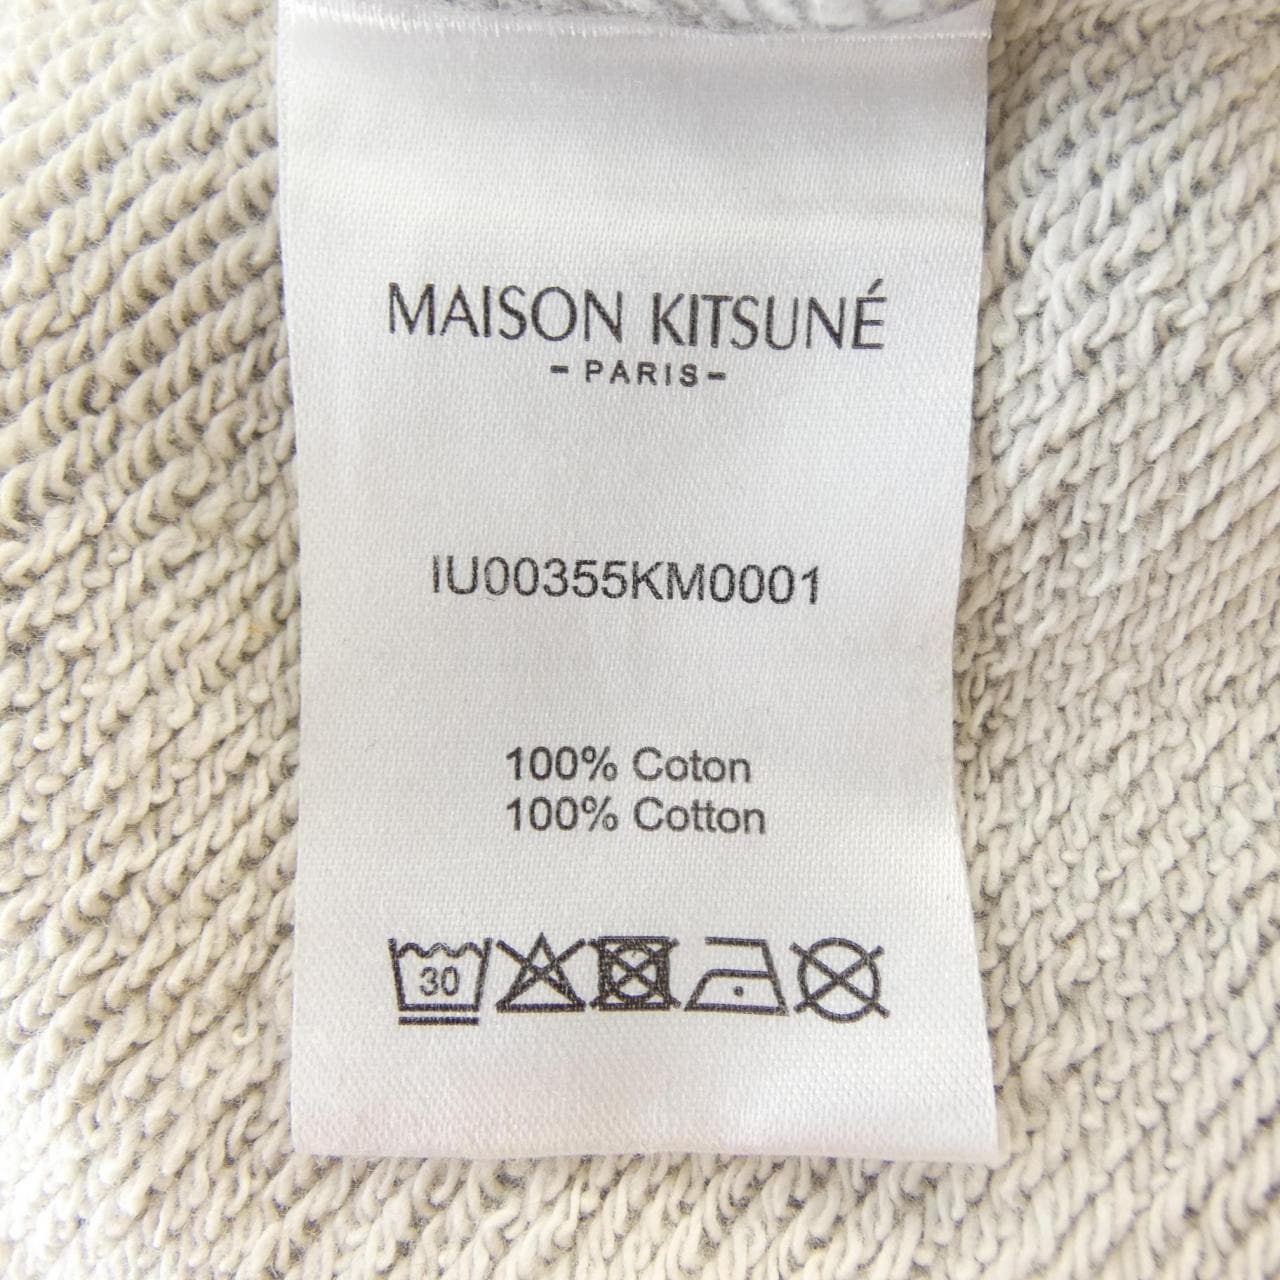 MAISON KITSUNÉ
- PARIS -
IU00355KM0001
100% Coton
100% Cotton
30